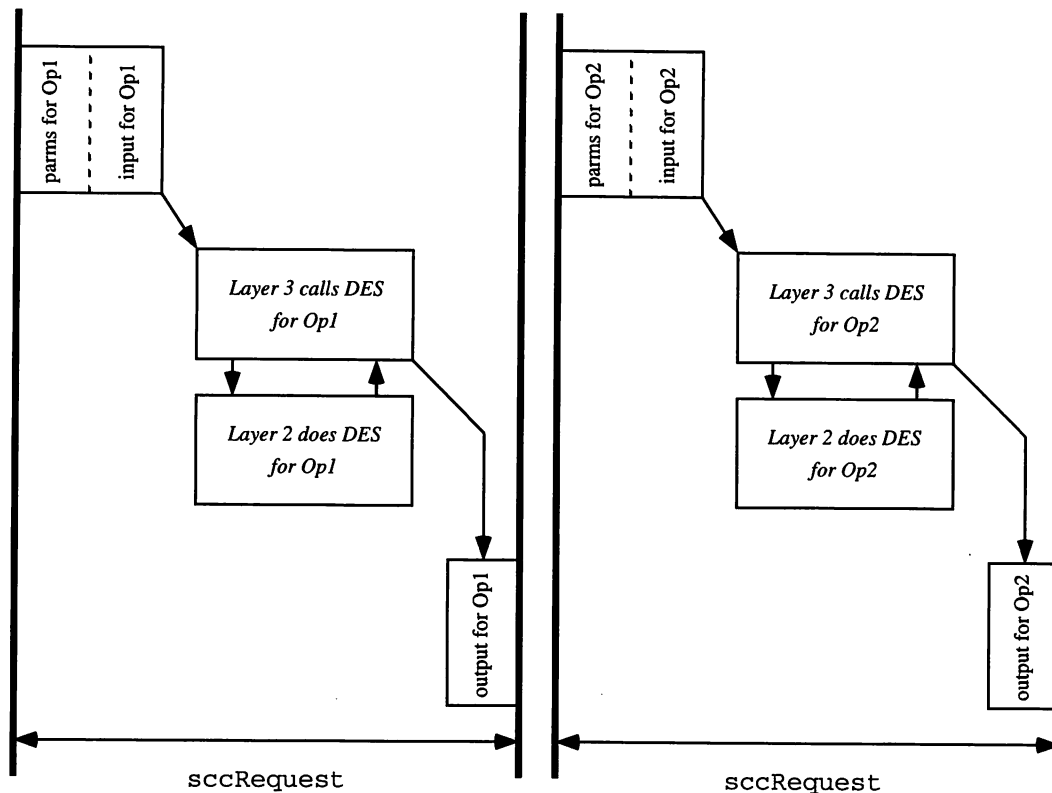 parms for Op1
input for Op1
Layer 3 calls DES
for Op1
Layer 2 does DES
for Op1
output for Op1
sccRequest
parms for Op2
input for Op2
Layer 3 calls DES
for Op2
Layer 2 does DES
for Op2
output for Op2
sccRequest